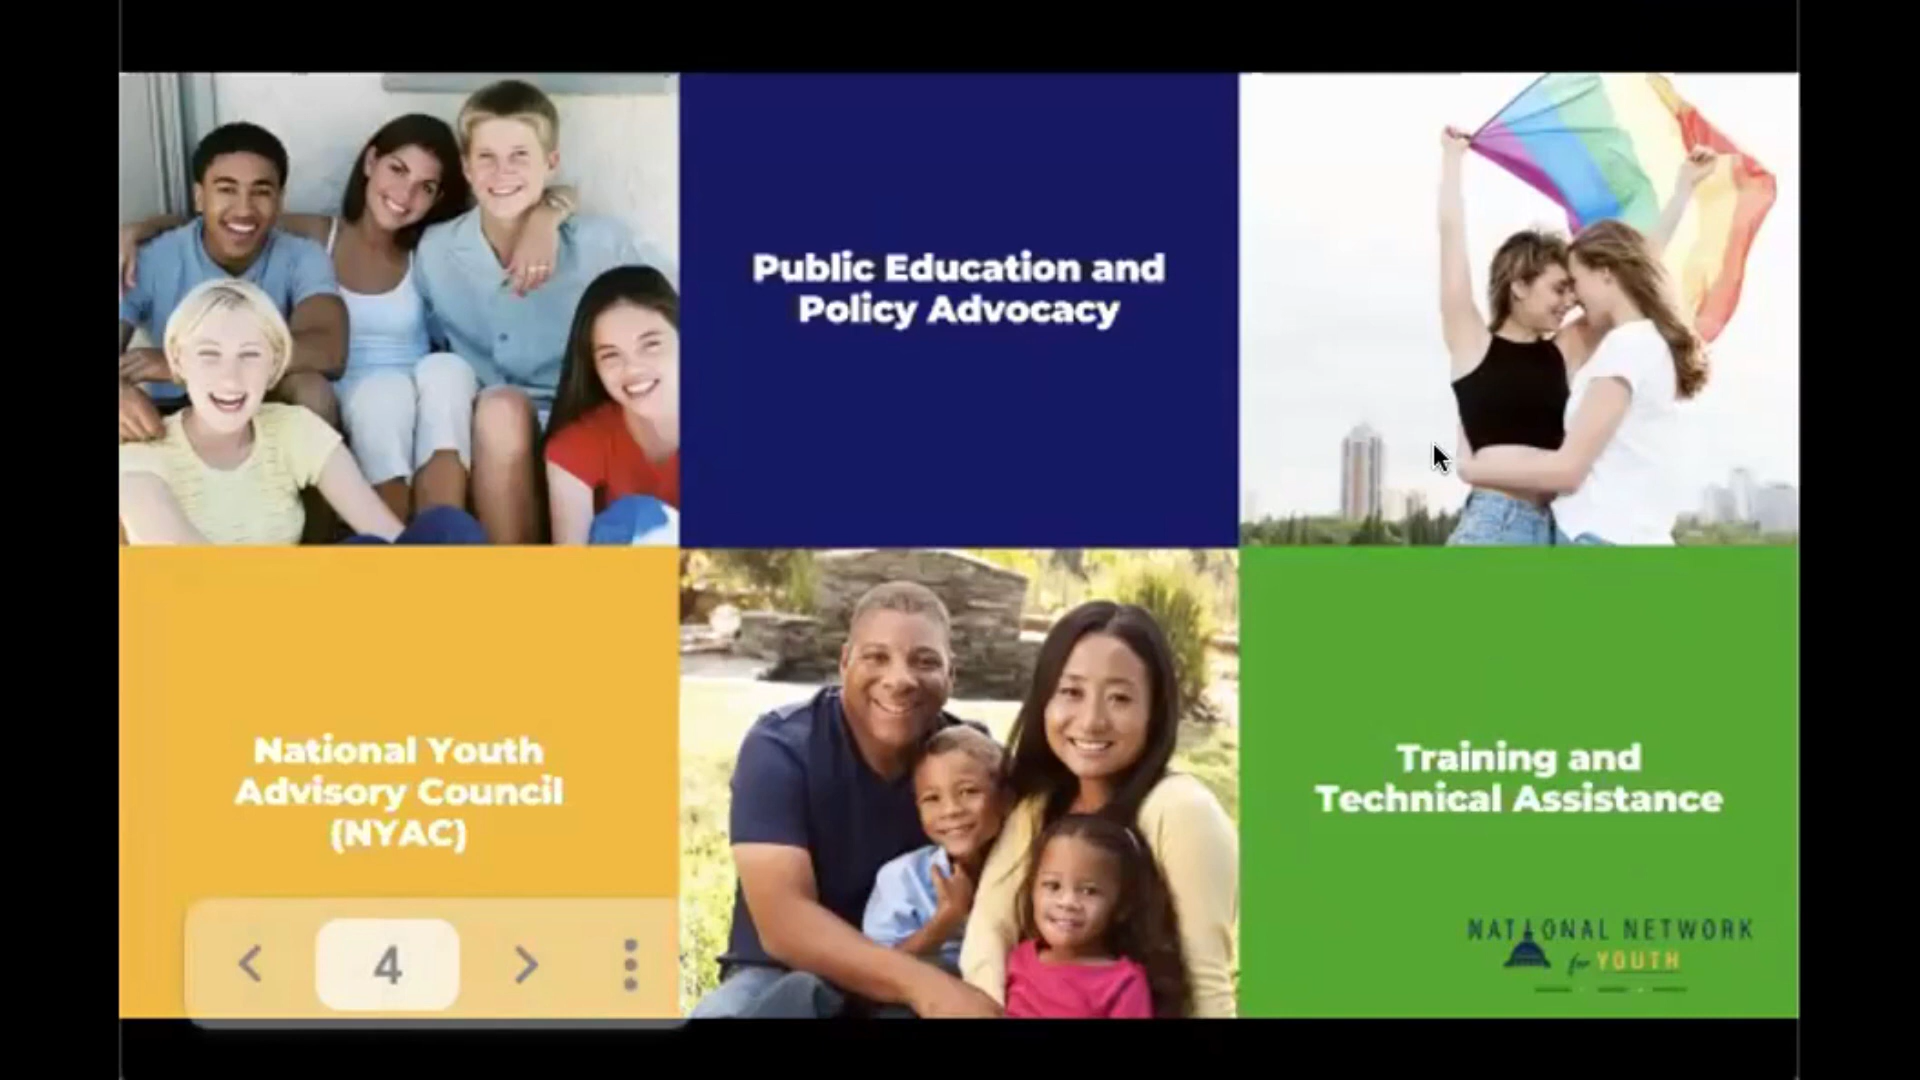 Public Education and
Policy Advocacy
National Youth
Advisory Council
(NYAC)
Training and
Technical Assistance
NATIONAL NETWORK
for YOUTH
4